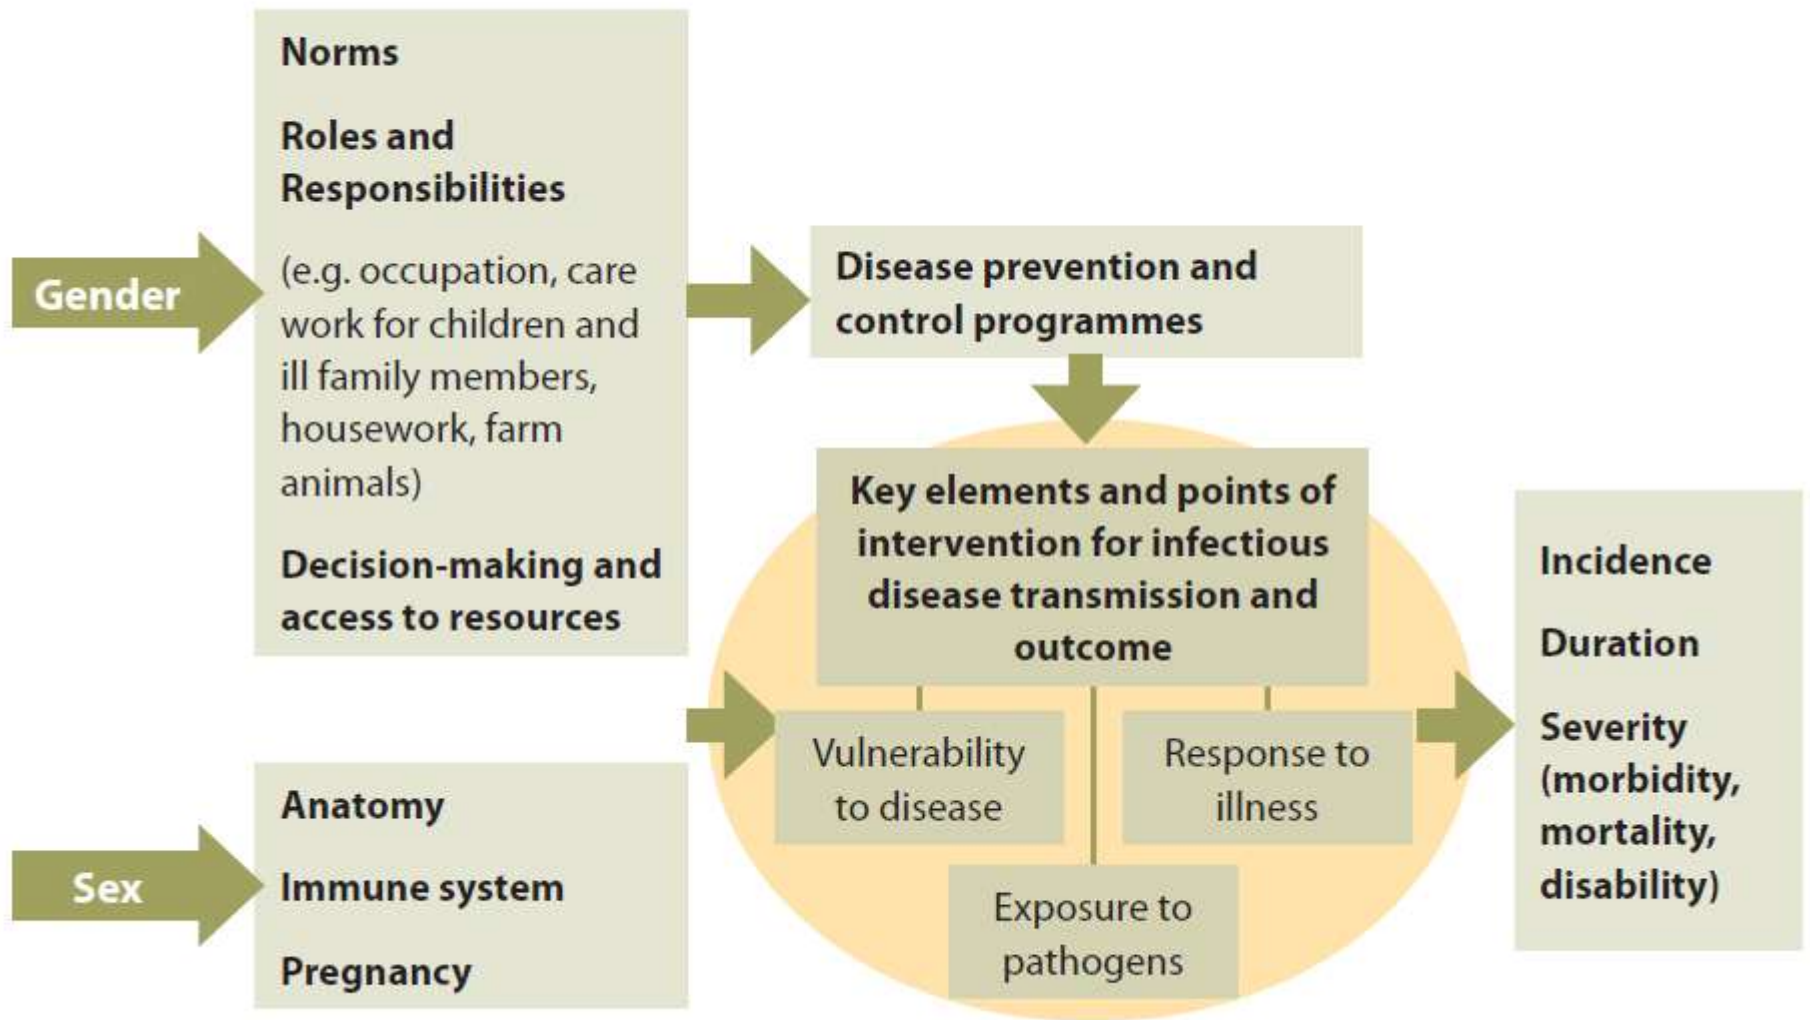 Gender
Norms
Roles and
Responsibilities
(e.g. occupation, care
work for children and
ill family members,
housework, farm
animals)
Decision-making and
access to resources
Sex
Anatomy
Immune system
Pregnancy
Disease prevention and
control programmes
Key elements and points of
intervention for infectious
disease transmission and
outcome
Vulnerability
to disease
Exposure to
pathogens
Response to
illness
Incidence
Duration
Severity
(morbidity,
mortality,
disability)